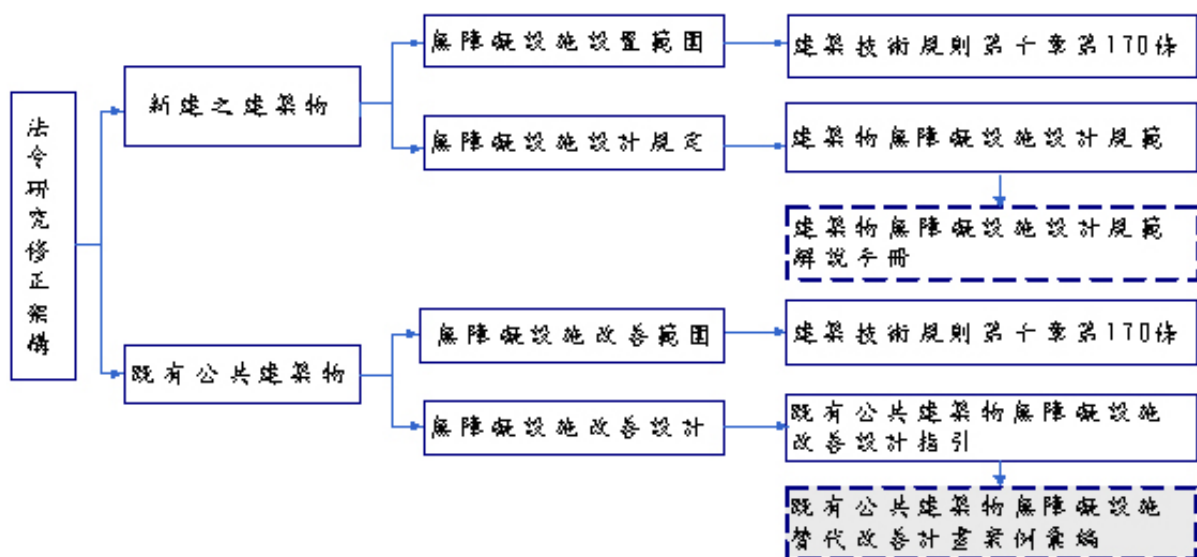 法令研究修正架構
新建之建築物
無障礙設施設置範圍
建築技術規則第十章第170條
無障礙設施設計規定
建築物無障礙設施設計規範
建築物無障礙設施設計規範
解說手冊
既有公共建築物
無障礙設施改善範圍
建築技術規則第十章第170條
無障礙設施改善設計
既有公共建築物無障礙設施
改善設計指引
既有公共建築物無障礙設施
替代改善計畫案例彙編